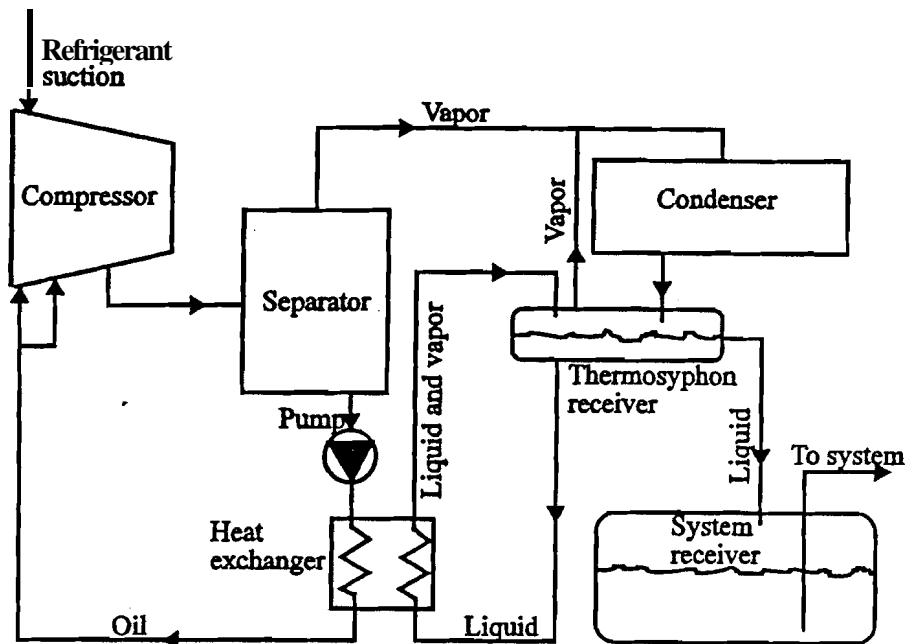 Refrigerant
suction
Vapor
Compressor
Condenser
Vapor
Separator
Liquid and vapor
Thermosyphon
receiver
Pump
Liquid
To system
Heat
exchanger
System
receiver
Oil
Liquid